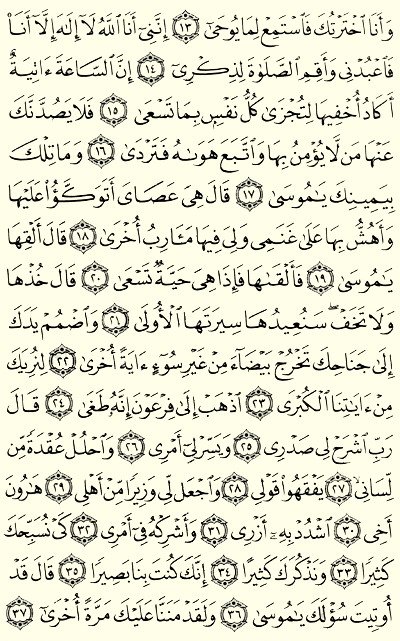 وَأَنَا ٱخْتَرْتُكَ فَٱسْتَمِعْ لِمَا يُوحَىٰٓ ﴿١٣﴾ إِنَّنِىٓ أَنَا ٱللَّهُ لَآ إِلَٰهَ إِلَّآ أَنَا۠
فَٱعْبُدْنِى وَأَقِمِ ٱلصَّلَوٰةَ لِذِكْرِىٓ ﴿١٤﴾ إِنَّ ٱلسَّاعَةَ ءَاتِيَةٌ
أَكَادُ أُخْفِيهَا لِتُجْزَىٰ كُلُّ نَفْسٍۭ بِمَا تَسْعَىٰ ﴿١٥﴾ فَلَا يَصُدَّنَّكَ
عَنْهَا مَن لَّا يُؤْمِنُ بِهَا وَٱتَّبَعَ هَوَىٰهُ فَتَرْدَىٰ ﴿١٦﴾ وَمَا تِلْكَ
بِيَمِينِكَ يَٰمُوسَىٰ ﴿١٧﴾ قَالَ هِىَ عَصَاىَ أَتَوَكَّؤُا۟ عَلَيْهَا
وَأَهُشُّ بِهَا عَلَىٰ غَنَمِى وَلِىَ فِيهَا مَـَٔارِبُ أُخْرَىٰ ﴿١٨﴾ قَالَ أَلْقِهَا
يَٰمُوسَىٰ ﴿١٩﴾ فَأَلْقَىٰهَا فَإِذَا هِىَ حَيَّةٌ تَسْعَىٰ ﴿٢٠﴾ قَالَ خُذْهَا
وَلَا تَخَفْ ۖ سَنُعِيدُهَا سِيرَتَهَا ٱلْأُولَىٰ ﴿٢١﴾ وَٱضْمُمْ يَدَكَ
إِلَىٰ جَنَاحِكَ تَخْرُجْ بَيْضَآءَ مِنْ غَيْرِ سُوٓءٍ ءَايَةً أُخْرَىٰ ﴿٢٢﴾ لِنُرِيَكَ
مِنْ ءَايَٰتِنَا ٱلْكُبْرَى ﴿٢٣﴾ ٱذْهَبْ إِلَىٰ فِرْعَوْنَ إِنَّهُۥ طَغَىٰ ﴿٢٤﴾ قَالَ
رَبِّ ٱشْرَحْ لِى صَدْرِى ﴿٢٥﴾ وَيَسِّرْ لِىٓ أَمْرِى ﴿٢٦﴾ وَٱحْلُلْ عُقْدَةً مِّن
لِّسَانِى ﴿٢٧﴾ يَفْقَهُوا۟ قَوْلِى ﴿٢٨﴾ وَٱجْعَل لِّى وَزِيرًا مِّنْ أَهْلِى ﴿٢٩﴾ هَٰرُونَ
أَخِى ﴿٣٠﴾ ٱشْدُدْ بِهِۦٓ أَزْرِى ﴿٣١﴾ وَأَشْرِكْهُ فِىٓ أَمْرِى ﴿٣٢﴾ كَىْ نُسَبِّحَكَ
كَثِيرًا ﴿٣٣﴾ وَنَذْكُرَكَ كَثِيرًا ﴿٣٤﴾ إِنَّكَ كُنتَ بِنَا بَصِيرًا ﴿٣٥﴾ قَالَ قَدْ
أُوتِيتَ سُؤْلَكَ يَٰمُوسَىٰ ﴿٣٦﴾ وَلَقَدْ مَنَنَّا عَلَيْكَ مَرَّةً أُخْرَىٰٓ ﴿٣٧﴾